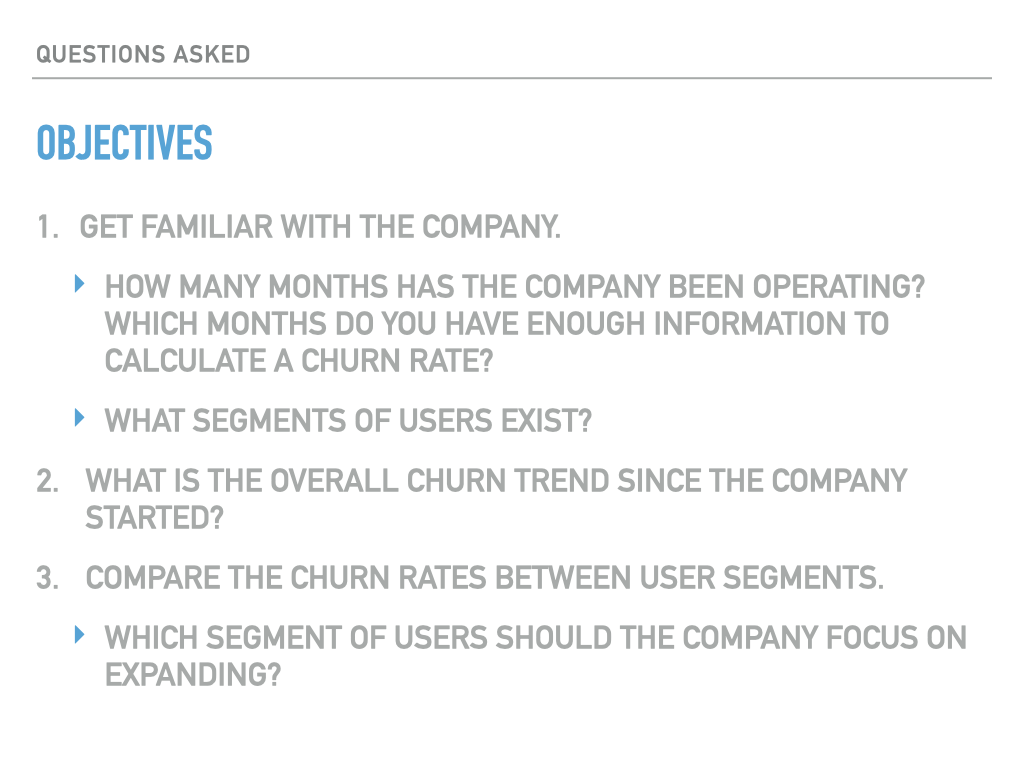 QUESTIONS ASKED
OBJECTIVES
1. GET FAMILIAR WITH THE COMPANY.
‣ HOW MANY MONTHS HAS THE COMPANY BEEN OPERATING?
WHICH MONTHS DO YOU HAVE ENOUGH INFORMATION TO
CALCULATE A CHURN RATE?
‣ WHAT SEGMENTS OF USERS EXIST?
2. WHAT IS THE OVERALL CHURN TREND SINCE THE COMPANY
STARTED?
3. COMPARE THE CHURN RATES BETWEEN USER SEGMENTS.
‣ WHICH SEGMENT OF USERS SHOULD THE COMPANY FOCUS ON
EXPANDING?